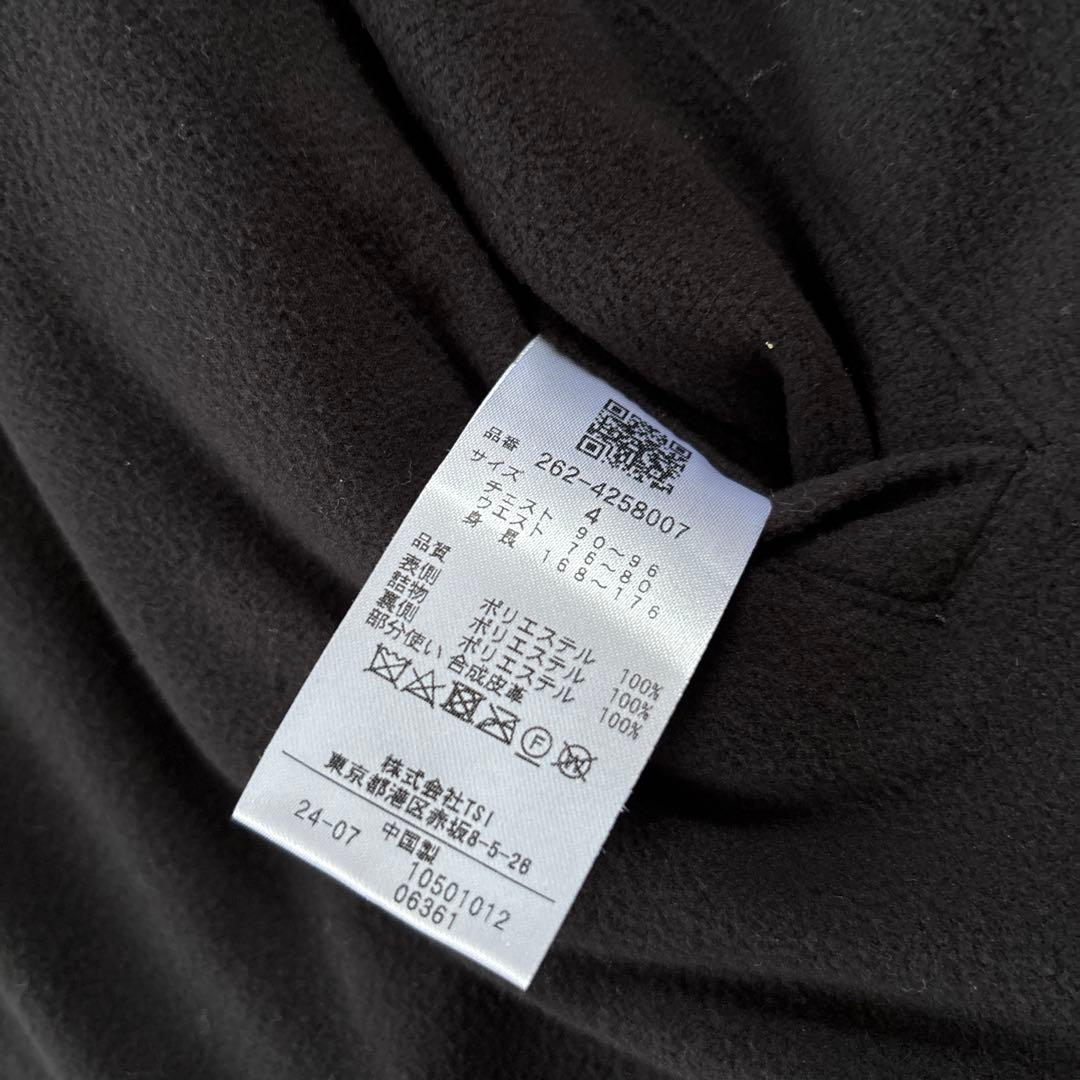 品番 262-4258007
サイズ 4
チェスト 90～96
ウエスト 76～80
身長 168～176
品質
表側 ポリエステル 100%
詰物 ポリエステル 100%
裏側 ポリエステル 100%
部分使い 合成皮革
F W
株式会社TSI
東京都港区赤坂8-5-26
24-07 中国製
10501012
06361